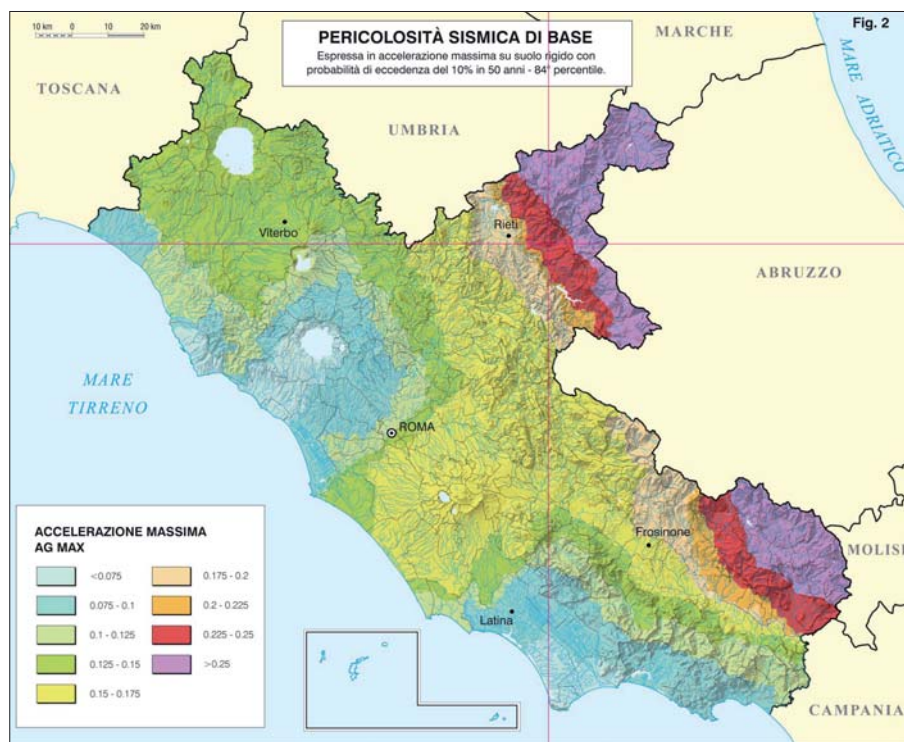 10 km 0 10 20 km
Fig. 2
PERICOLOSITÀ SISMICA DI BASE
Espressa in accelerazione massima su suolo rigido con
probabilità di eccedenza del 10% in 50 anni - 84° percentile.
MARCHE
MARE ADRIATICO
TOSCANA
UMBRIA
Viterbo
Rieti
ABRUZZO
MARE
TIRRENO
ROMA
Frosinone
MOLISE
Latina
CAMPANIA
ACCELERAZIONE MASSIMA
AG MAX
<0.075
0.075 - 0.1
0.1 - 0.125
0.125 - 0.15
0.15 - 0.175
0.175 - 0.2
0.2 - 0.225
0.225 - 0.25
>0.25